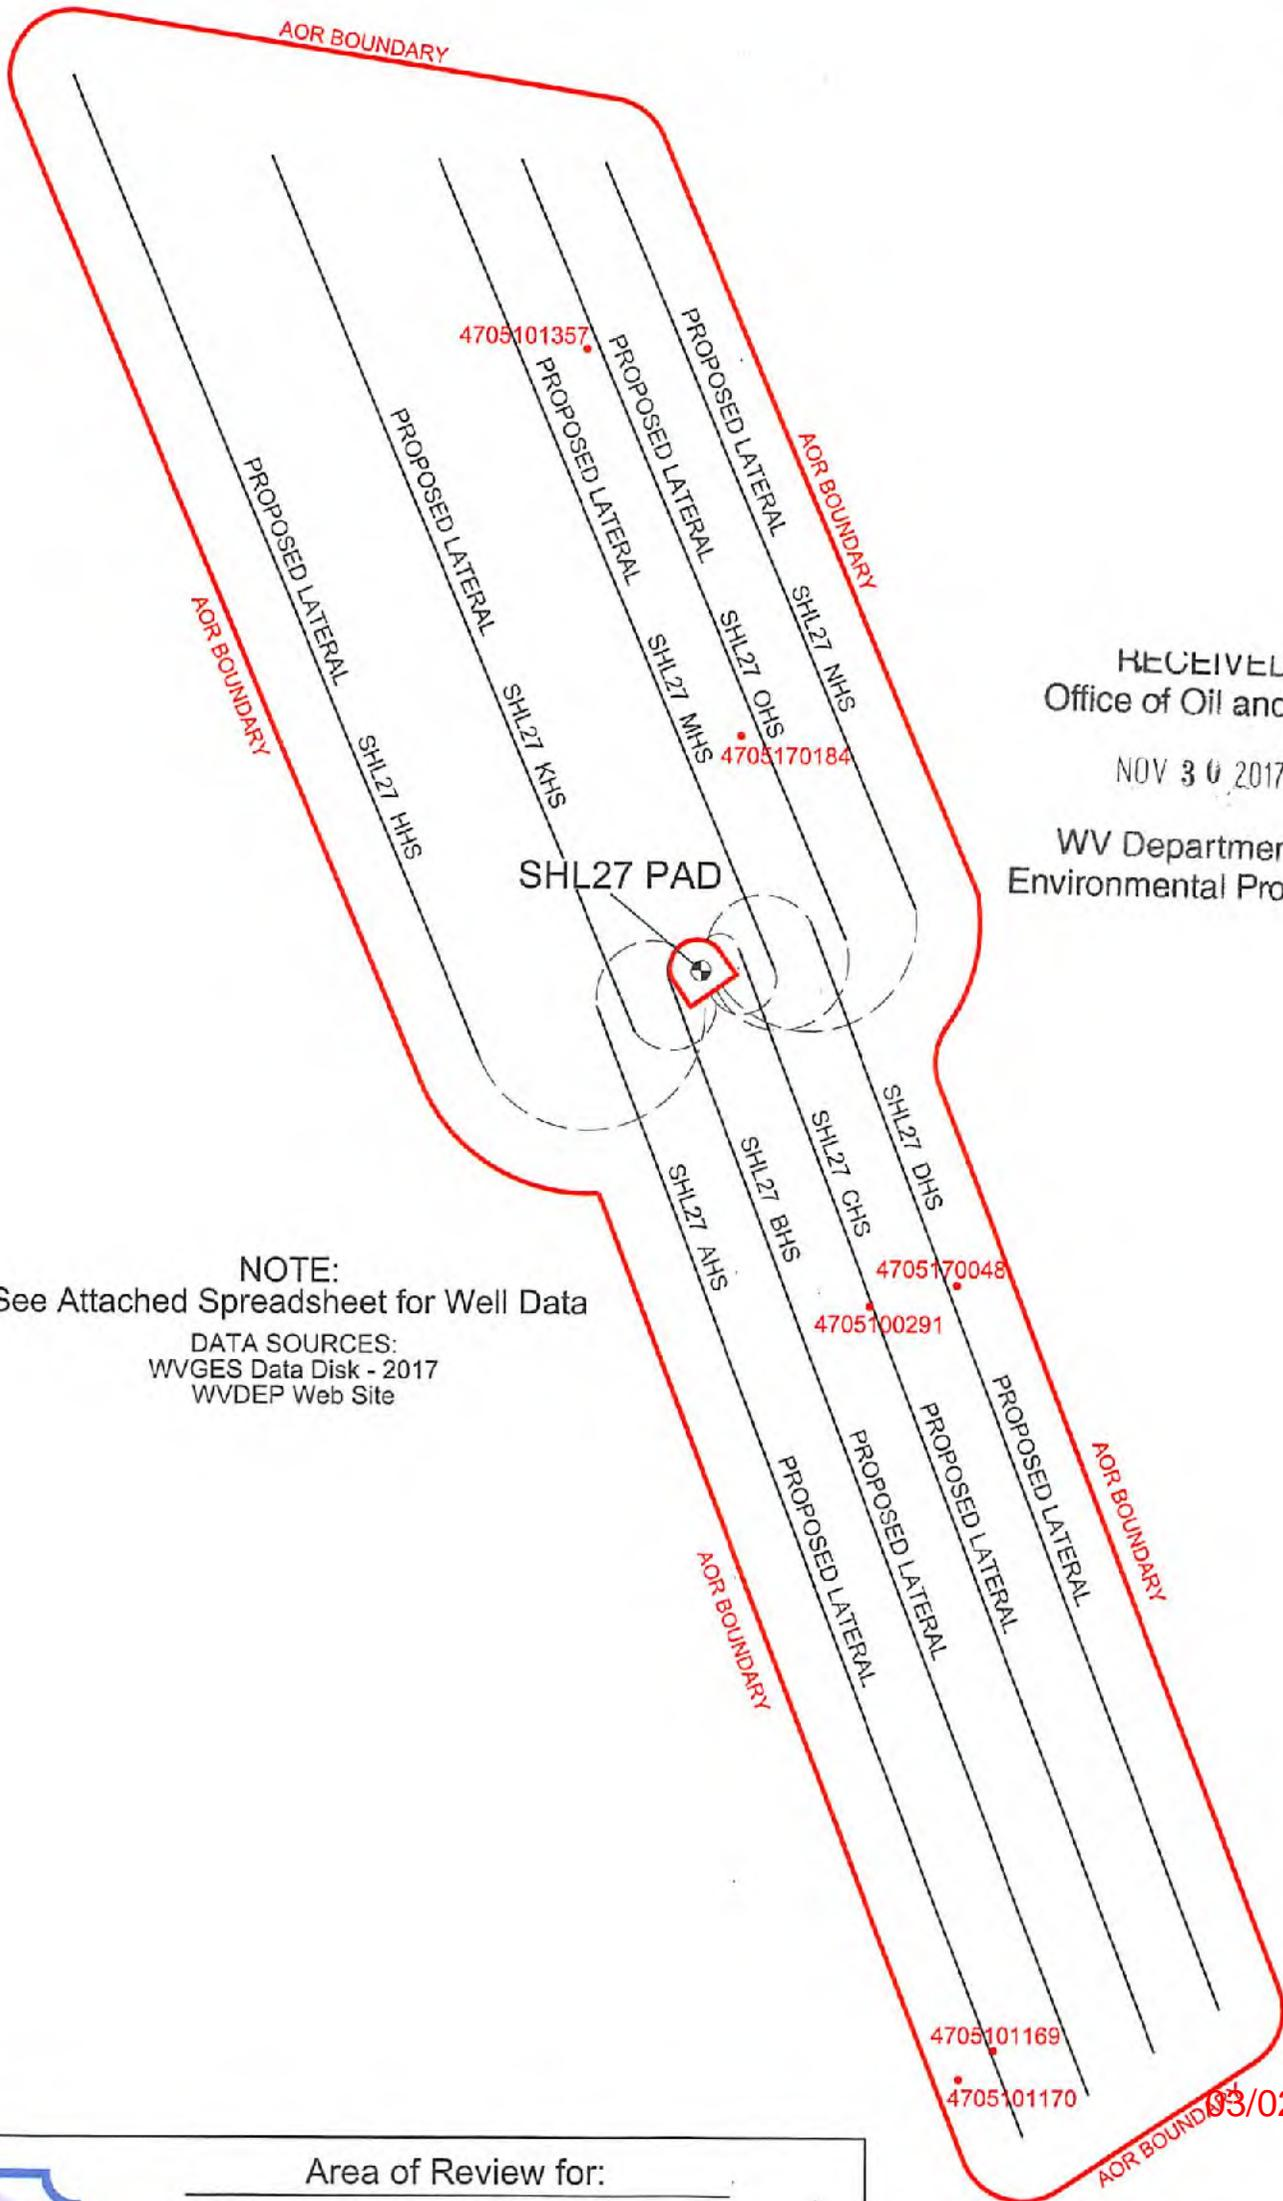 AOR BOUNDARY
4705101357
PROPOSED LATERAL
PROPOSED LATERAL
PROPOSED LATERAL
PROPOSED LATERAL
PROPOSED LATERAL
AOR BOUNDARY
AOR BOUNDARY
SHL27 NHS
SHL27 OHS
SHL27 MHS
SHL27 KHS
SHL27 HHS
4705170184
Office of Oil and
NOV 30 2017
WV
Environmental
SHL27 PAD
SHL27 DHS
SHL27 CHS
SHL27 BHS
SHL27 AHS
4705170048
4705100291
NOTE:
See Attached Spreadsheet for Well Data
DATA SOURCES:
WVGES Data Disk - 2017
WVDEP Web Site
PROPOSED LATERAL
PROPOSED LATERAL
PROPOSED LATERAL
PROPOSED LATERAL
AOR BOUNDARY
AOR BOUNDARY
4705101169
4705101170
AOR BOUNDARY
03/02
Area of Review for: